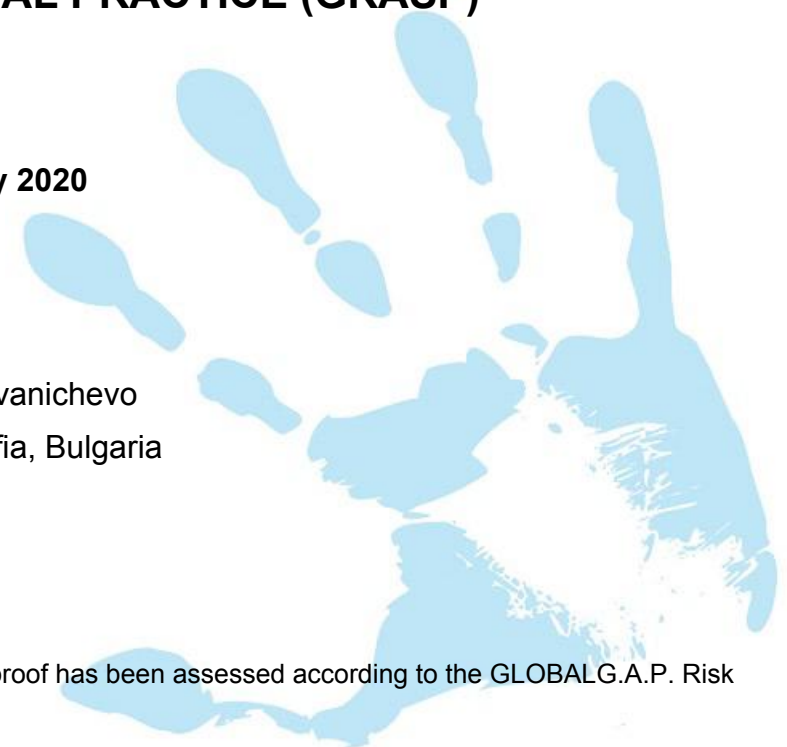 AL PRACTICE (GRASP)
y 2020
vanichevo
fia, Bulgaria
proof has been assessed according to the GLOBALG.A.P. Risk